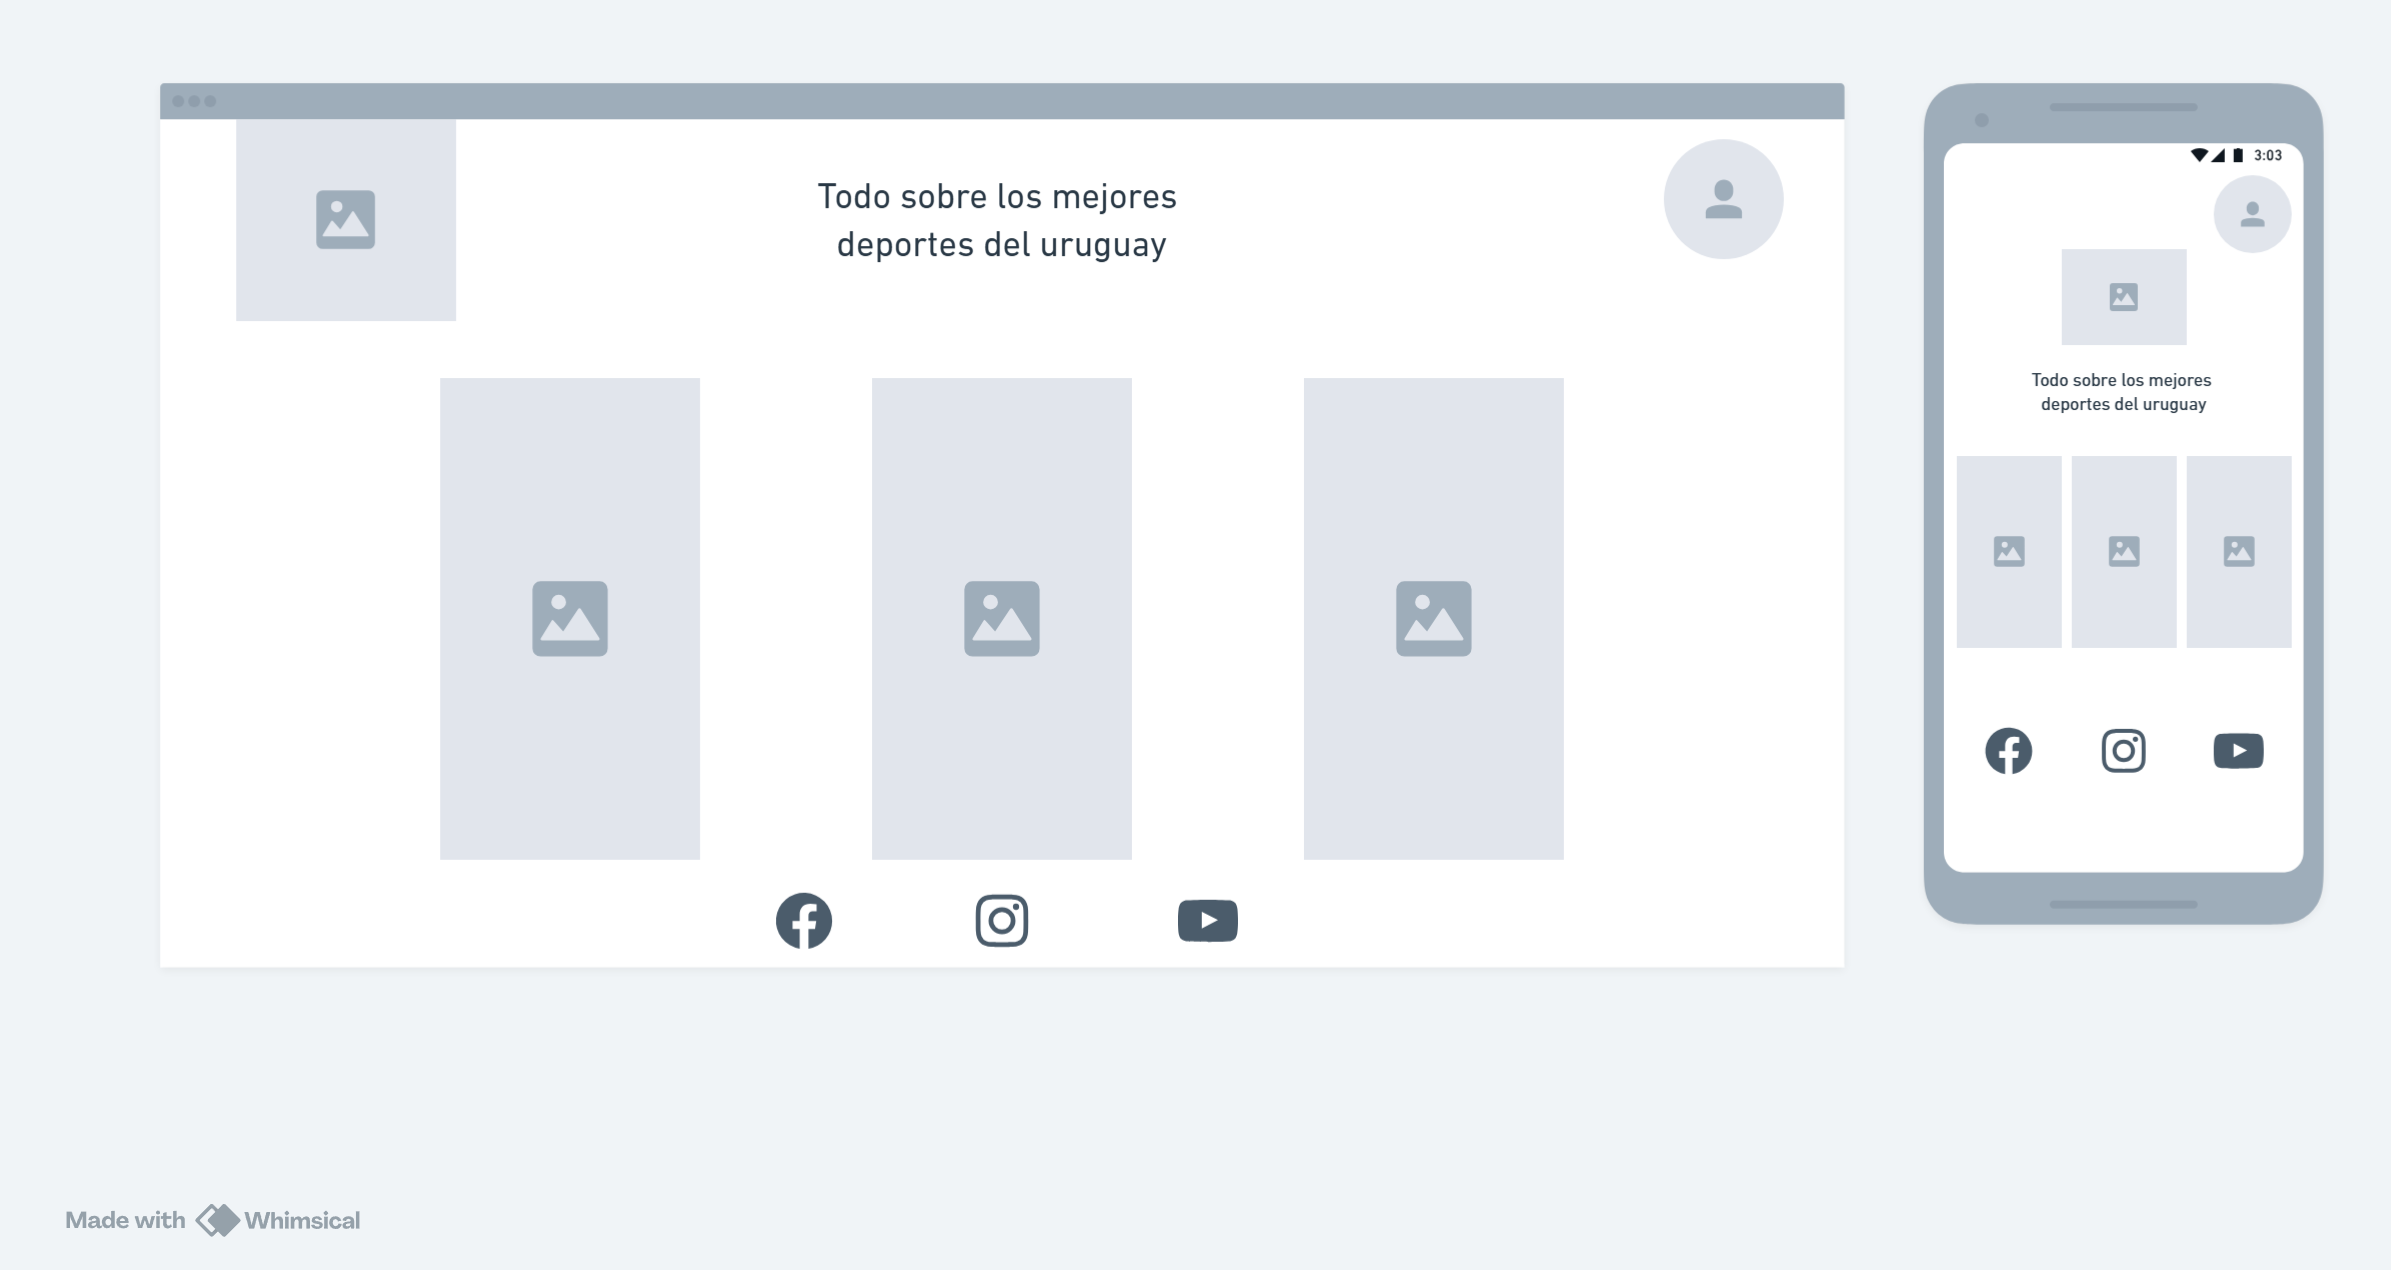 Todo sobre los mejores
deportes del uruguay
3:03
Todo sobre los mejores
deportes del uruguay
Made with Whimsical